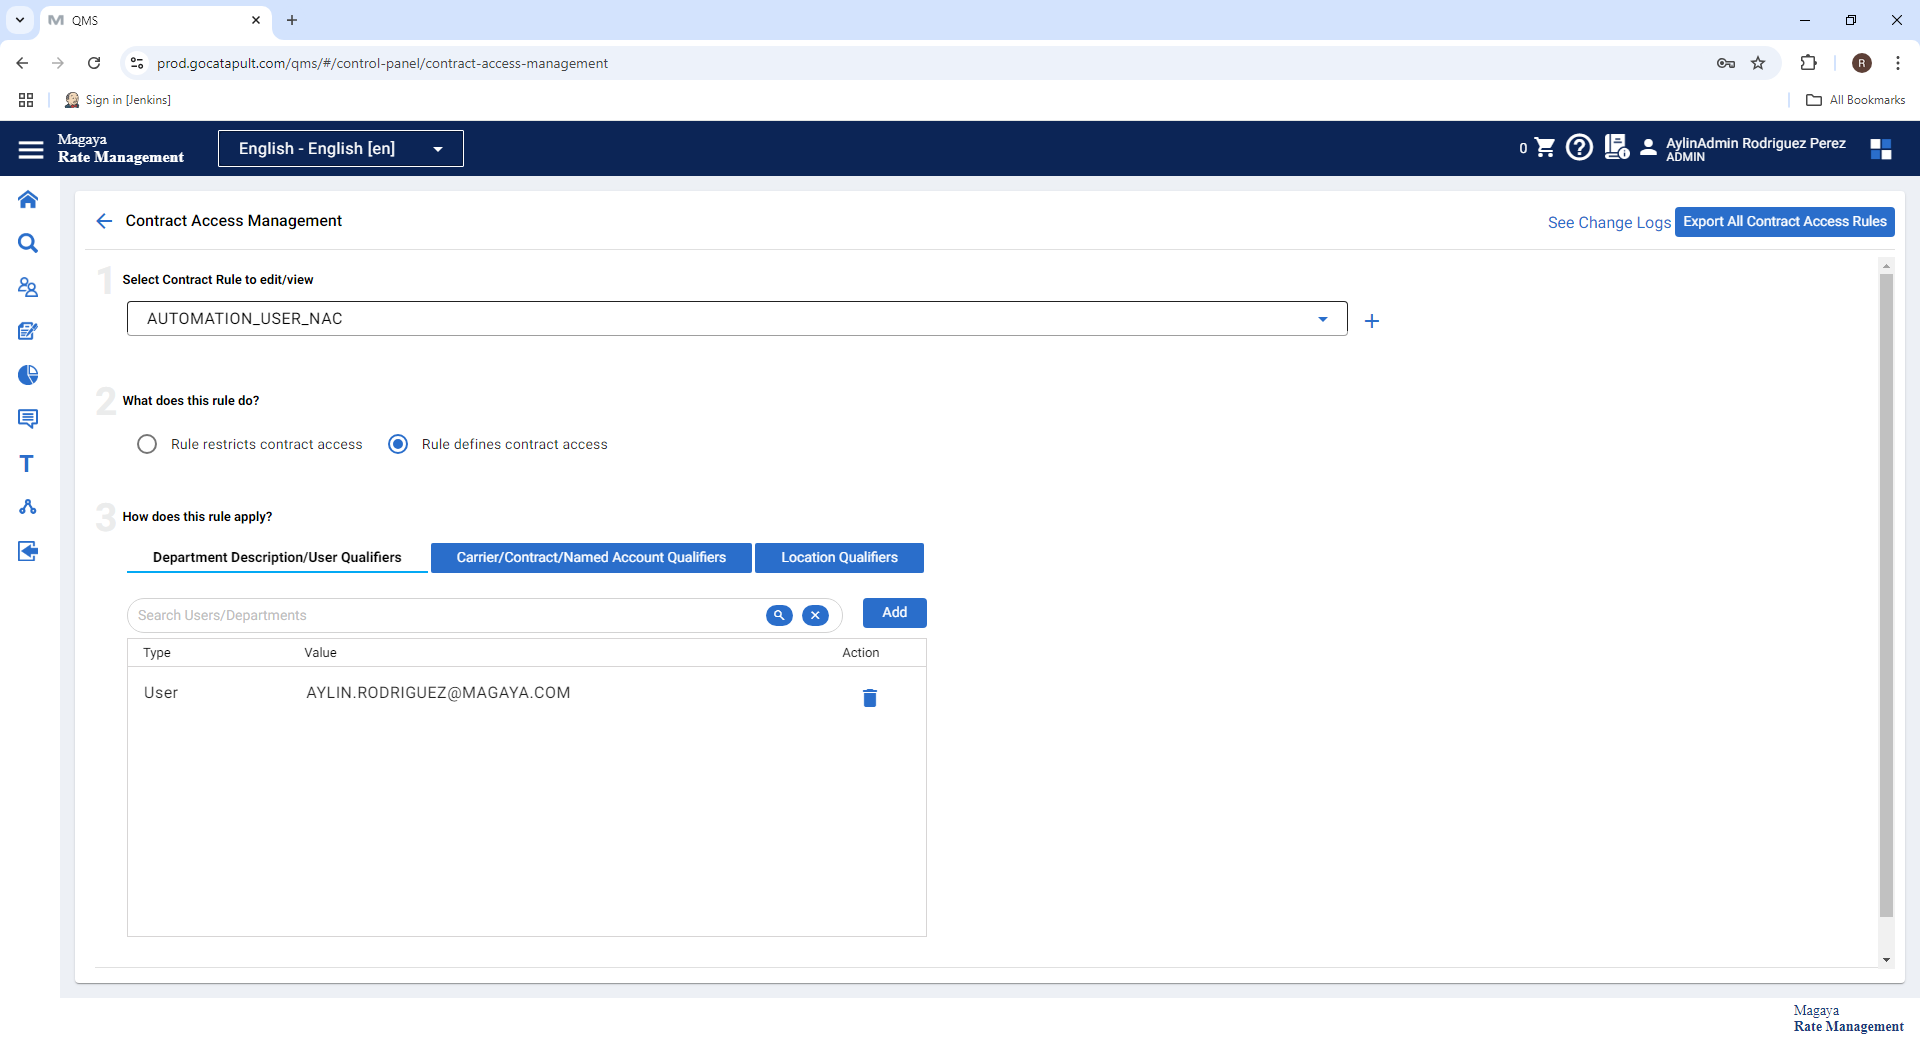 QMS
prod.gocatapult.com/qms/#/control-panel/contract-access-management
R
Sign in [Jenkins]
All Bookmarks
Magaya
Rate Management
English - English [en]
0
AylinAdmin Rodriguez Perez
ADMIN
Contract Access Management
See Change Logs
Export All Contract Access Rules
1 Select Contract Rule to edit/view
AUTOMATION_USER_NAC
2 What does this rule do?
Rule restricts contract access
Rule defines contract access
3 How does this rule apply?
Department Description/User Qualifiers
Carrier/Contract/Named Account Qualifiers
Location Qualifiers
Search Users/Departments
Add
Type Value Action
User AYLIN.RODRIGUEZ@MAGAYA.COM
Magaya
Rate Management